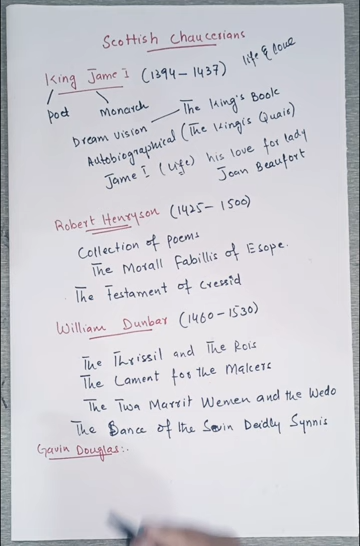 Scottish Chaucerians
King Jame I (1394-1437) life & love
Poet Monarch
Dream Vision The King's Book
Autobiographical (The Kingis Quair)
Jame I (Life) his love for lady
Joan Beaufort
Robert Henryson (1425-1500)
Collection of poems
The Morall Fabillis of Esope.
The Testament of Cressid
William Dunbar (1460-1530)
The Thrissil and The Rois
The Lament for the Makers
The Twa Marrit Wemen and the Wedo
The Dance of the Sevin Deidly Synnis
Gavin Douglas:.